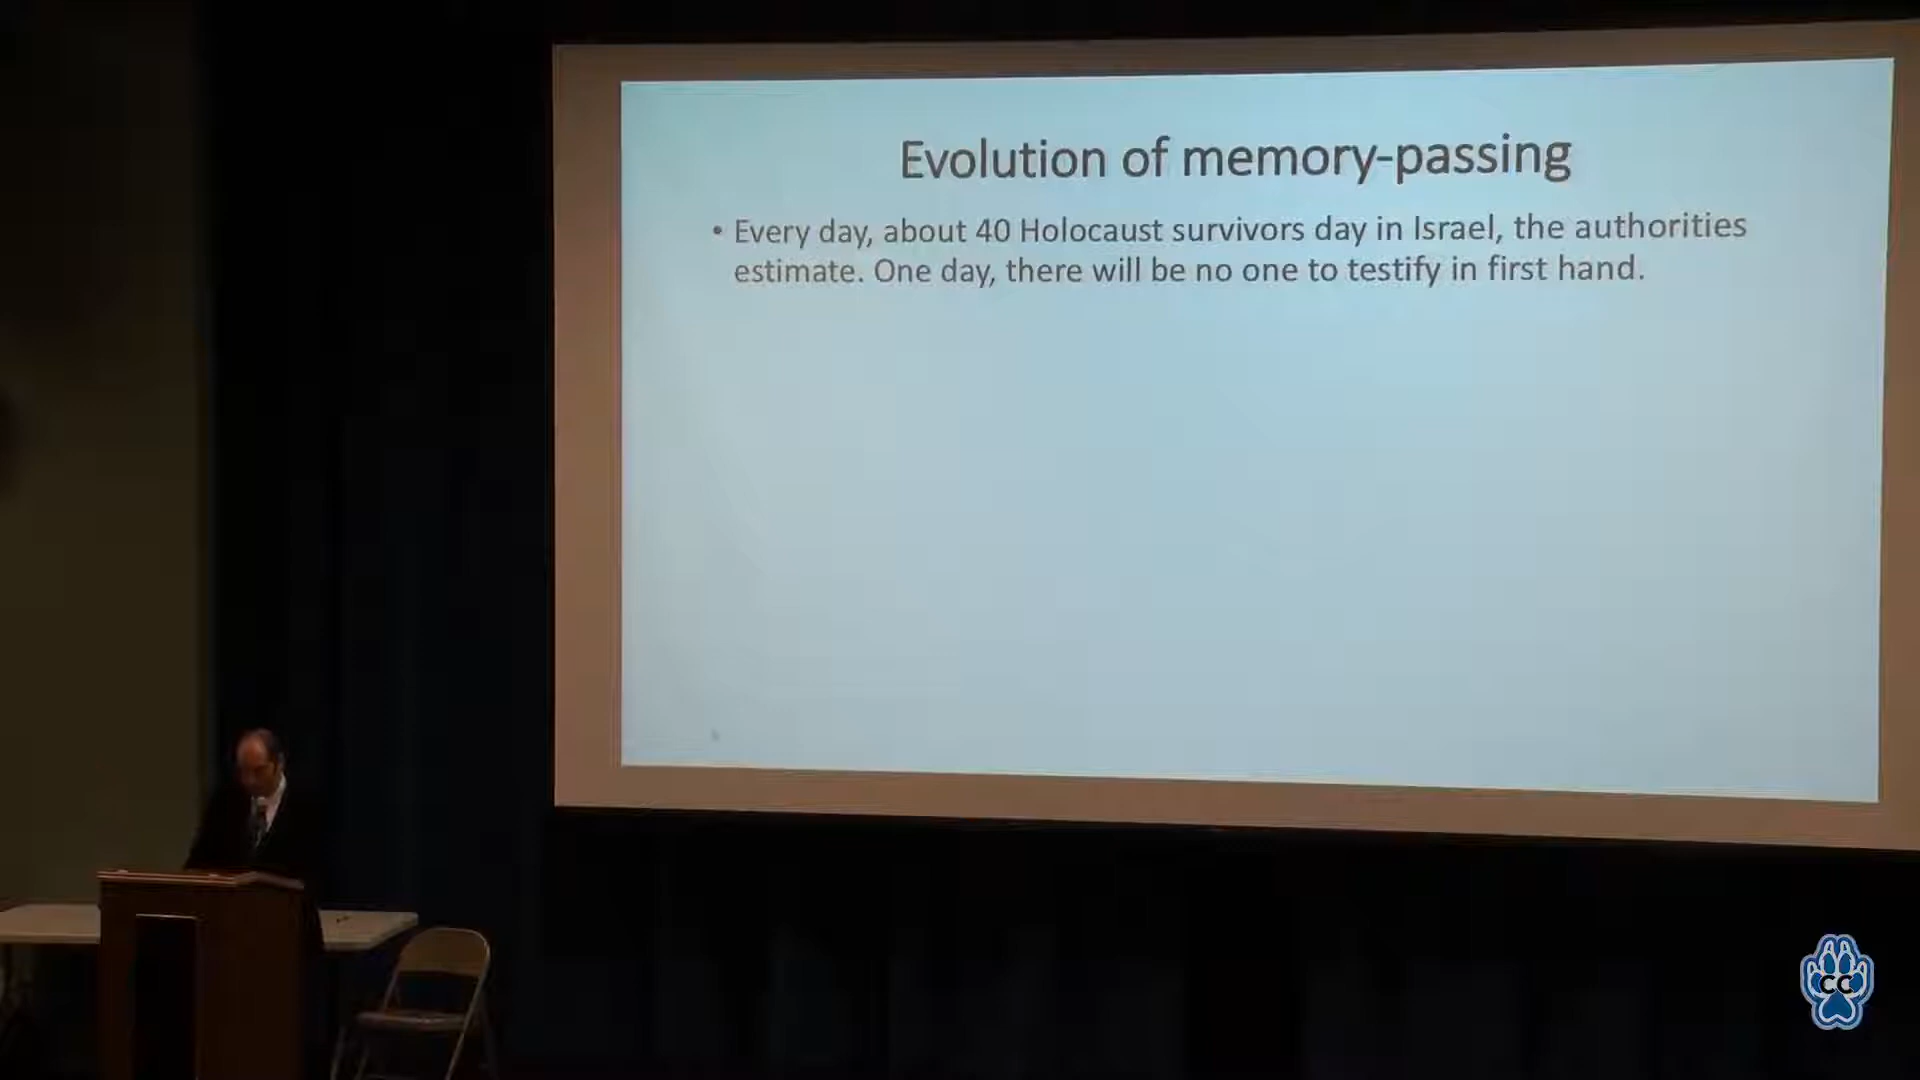 Evolution of memory-passing
• Every day, about 40 Holocaust survivors day in Israel, the authorities
estimate. One day, there will be no one to testify in first hand.
CC